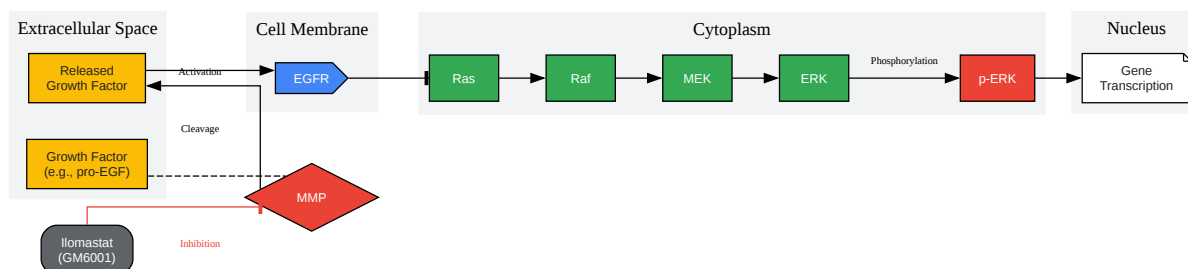 Extracellular Space
Cell Membrane
Cytoplasm
Nucleus
Released
Growth Factor
Activation
EGFR
Ras
Raf
MEK
ERK
Phosphorylation
p-ERK
Gene
Transcription
Cleavage
Growth Factor
(e.g., pro-EGF)
MMP
Ilomastat
(GM6001)
Inhibition